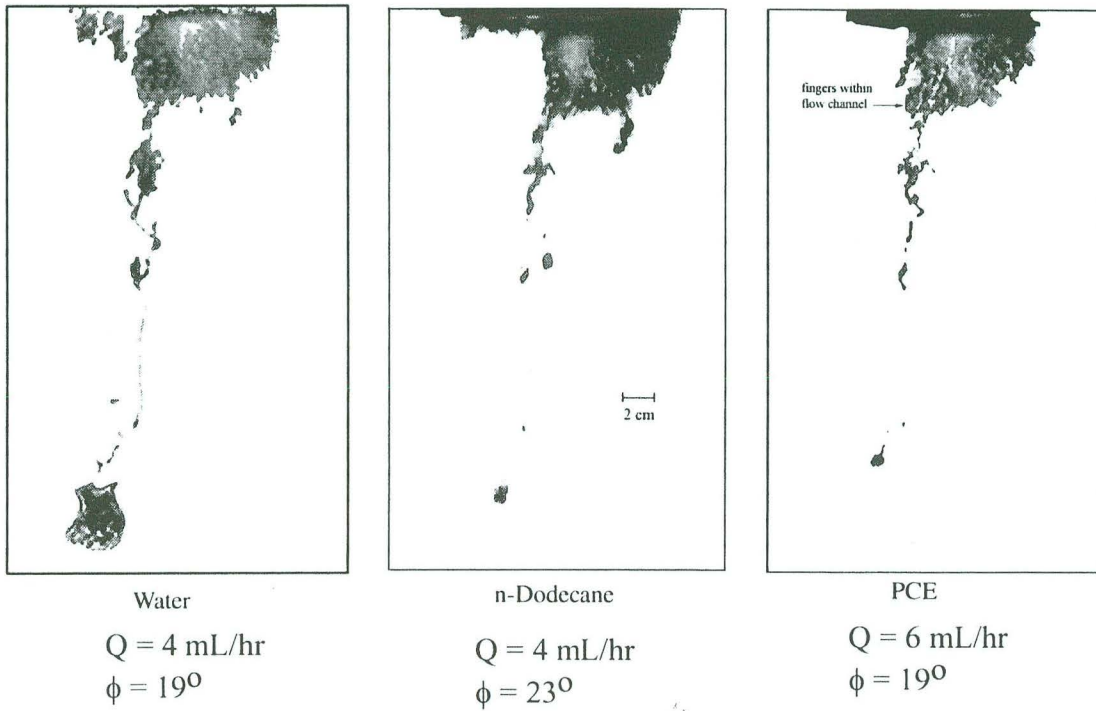 fingers within
flow channel
2 cm
Water
Q = 4 mL/hr
ϕ = 19°
n-Dodecane
Q = 4 mL/hr
ϕ = 23°
PCE
Q = 6 mL/hr
ϕ = 19°